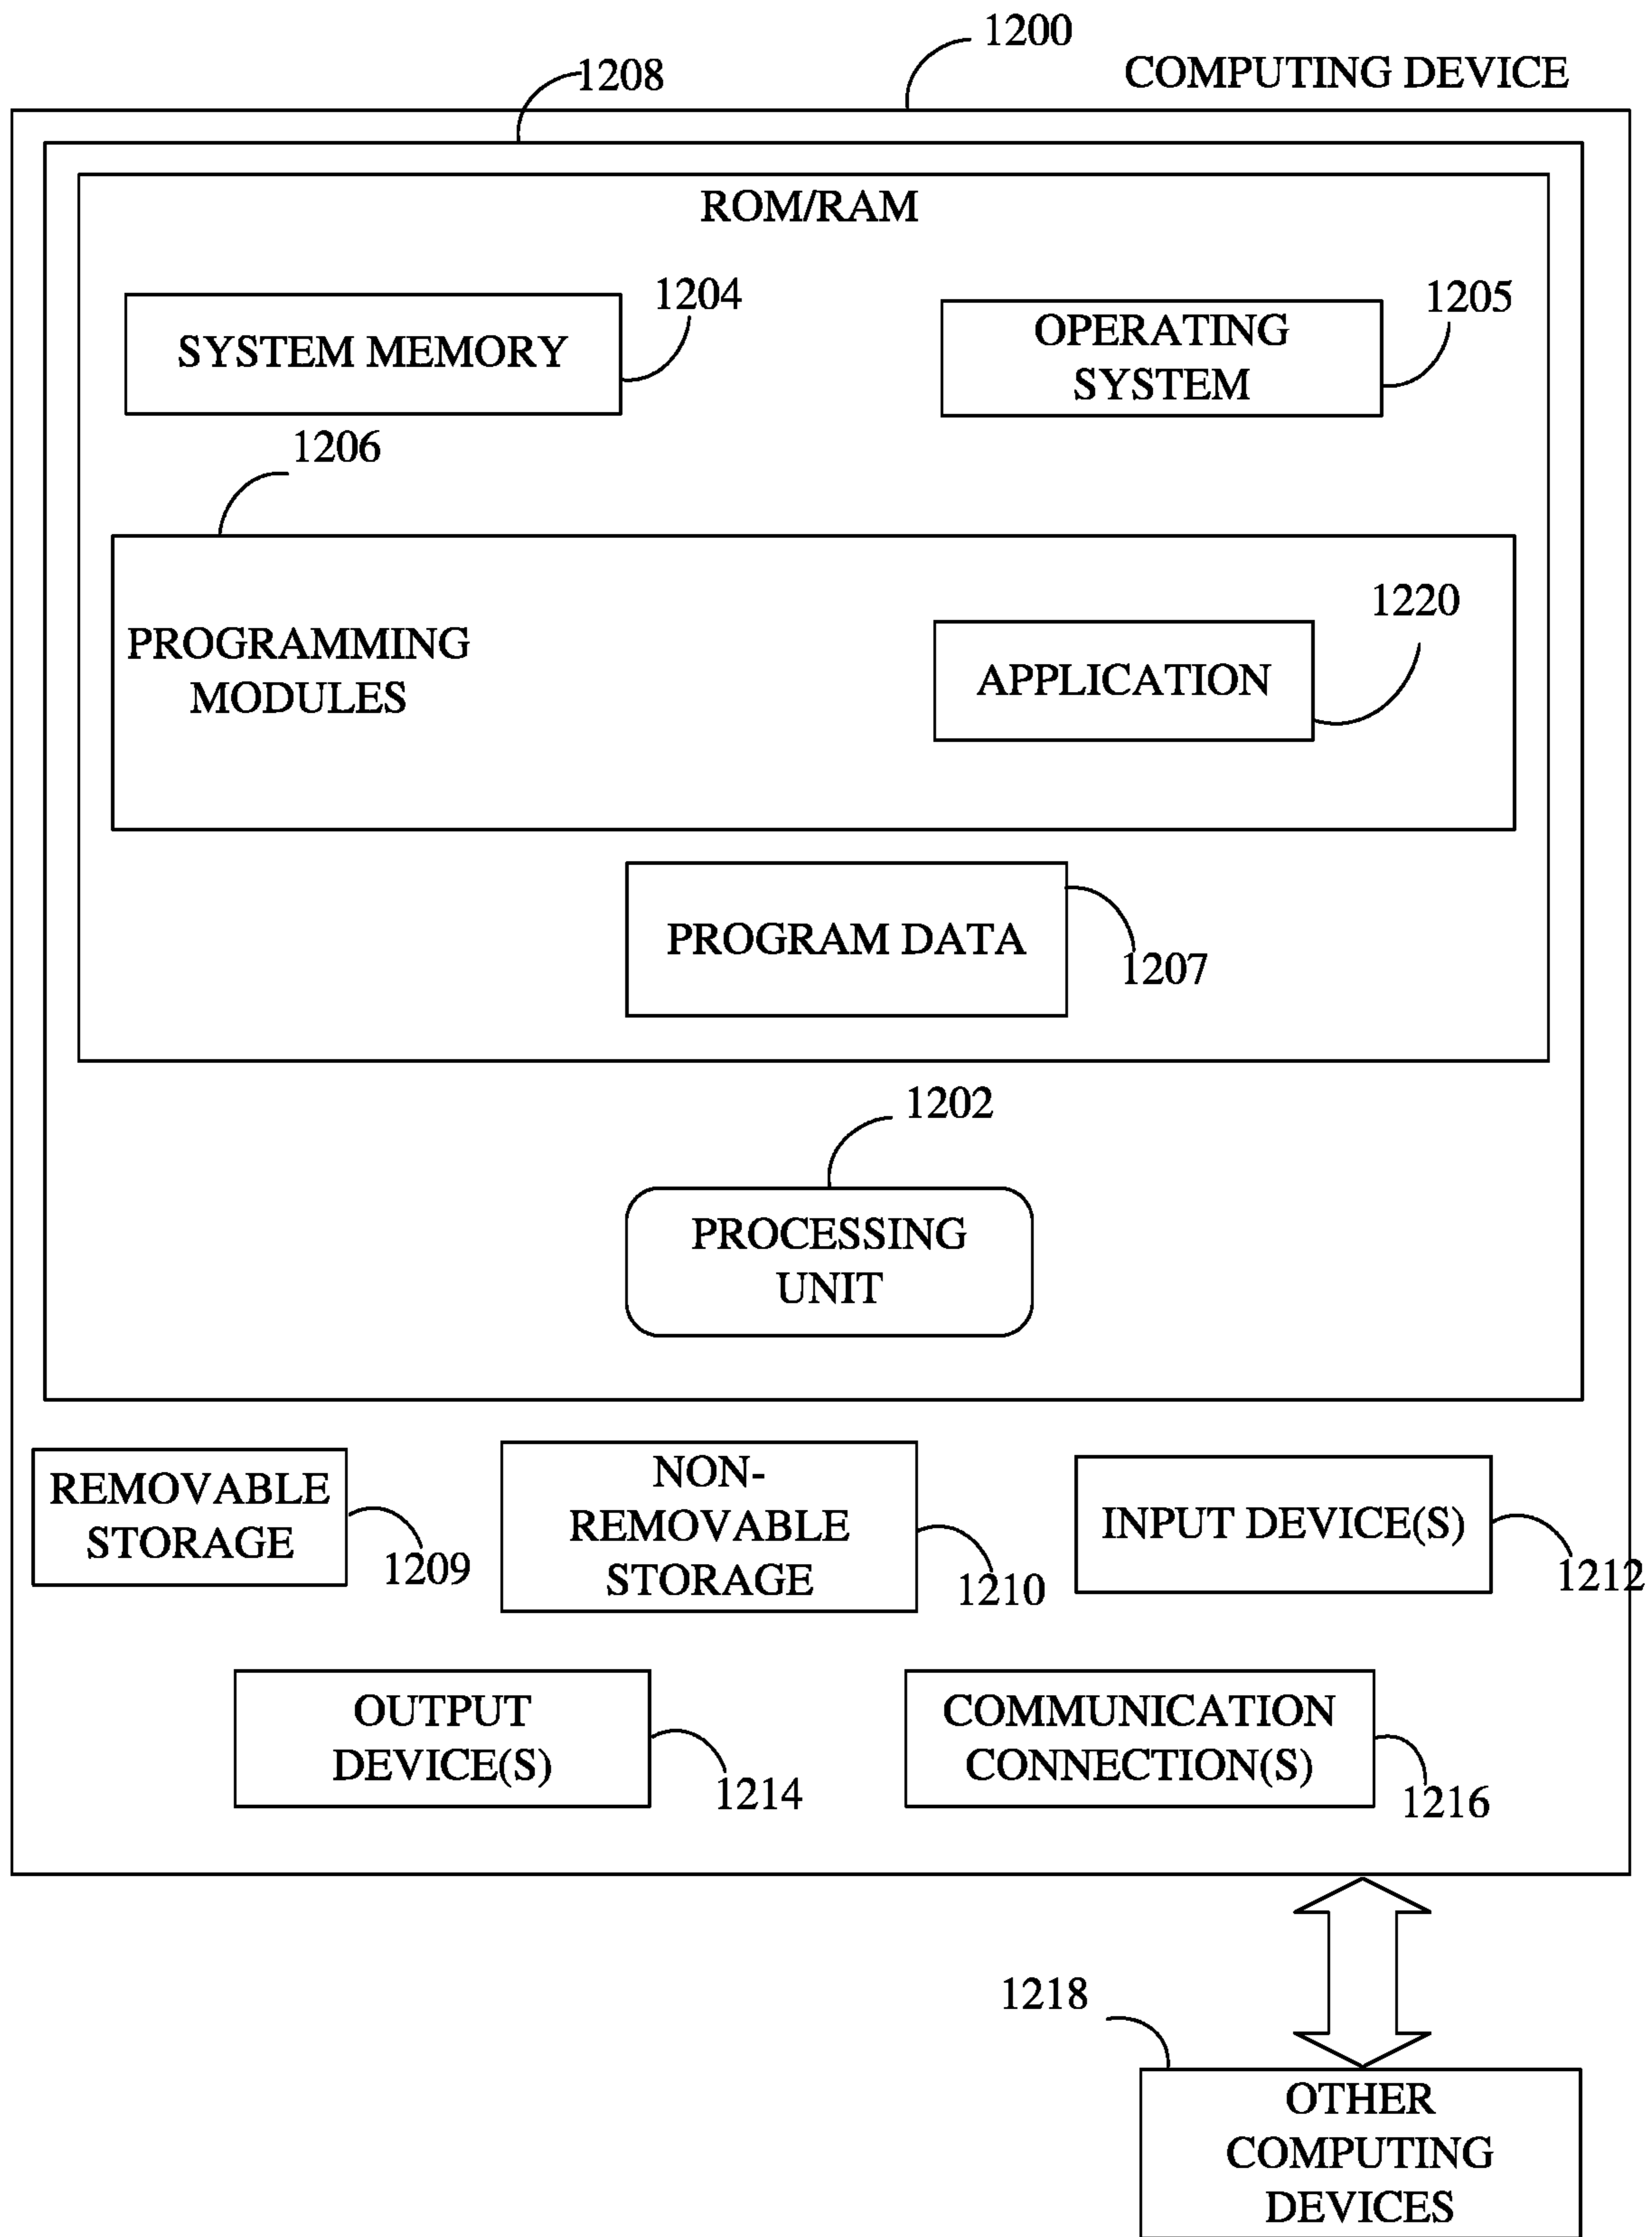 1200
COMPUTING DEVICE
1208
ROM/RAM
SYSTEM MEMORY
1204
OPERATING
SYSTEM
1205
1206
PROGRAMMING
MODULES
APPLICATION
1220
PROGRAM DATA
1207
1202
PROCESSING
UNIT
REMOVABLE
STORAGE
1209
NON-
REMOVABLE
STORAGE
1210
INPUT DEVICE(S)
1212
OUTPUT
DEVICE(S)
1214
COMMUNICATION
CONNECTION(S)
1216
1218
OTHER
COMPUTING
DEVICES